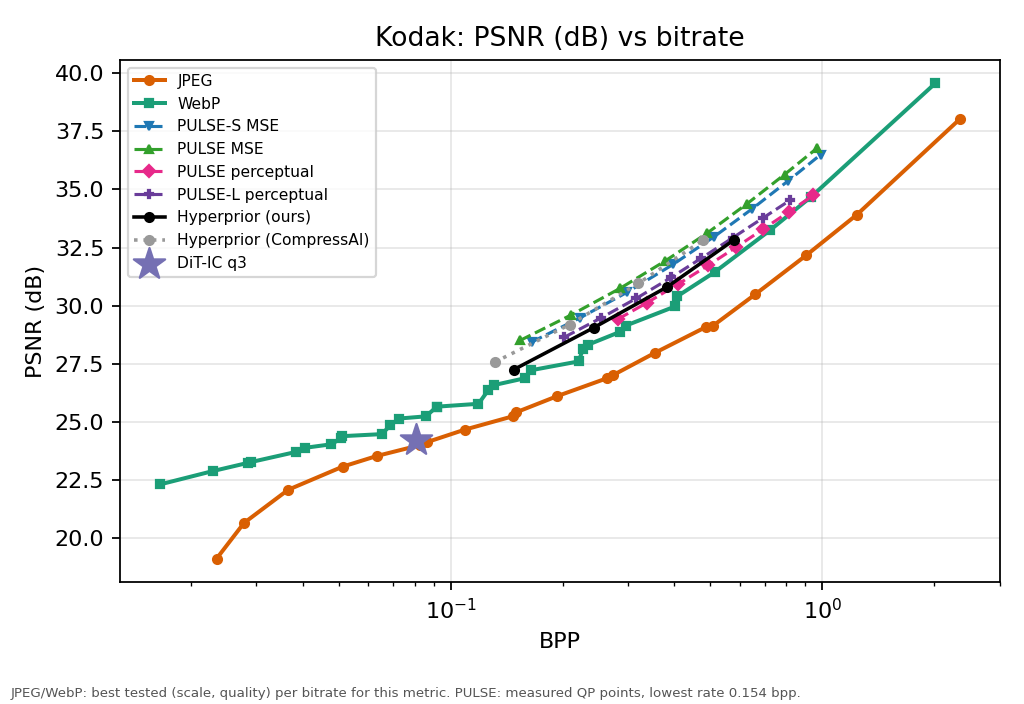 Kodak: PSNR (dB) vs bitrate
40.0
37.5
35.0
32.5
30.0
27.5
25.0
22.5
20.0
PSNR (dB)
JPEG
WebP
PULSE-S MSE
PULSE MSE
PULSE perceptual
PULSE-L perceptual
Hyperprior (ours)
Hyperprior (CompressAI)
DiT-IC q3
10⁻¹ 10⁰
BPP
JPEG/WebP: best tested (scale, quality) per bitrate for this metric. PULSE: measured QP points, lowest rate 0.154 bpp.